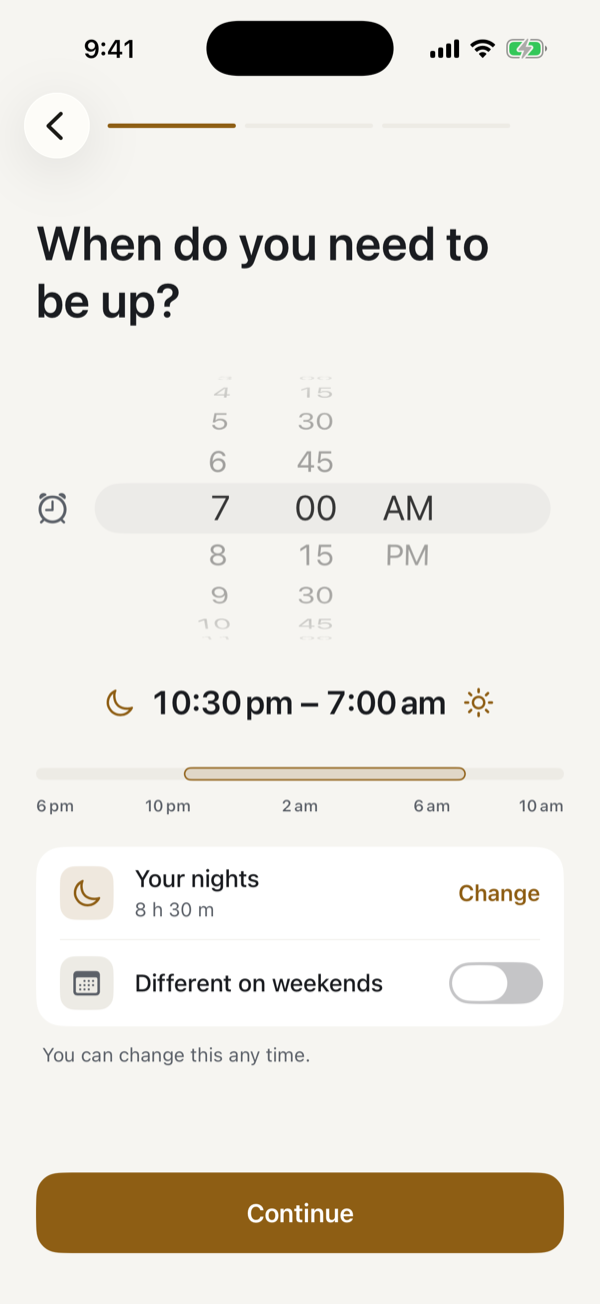 9:41
When do you need to
be up?
4 15
5 30
6 45
7 00 AM
8 15 PM
9 30
10 45
10:30 pm – 7:00 am
6 pm 10 pm 2 am 6 am 10 am
Your nights
8 h 30 m
Change
Different on weekends
You can change this any time.
Continue